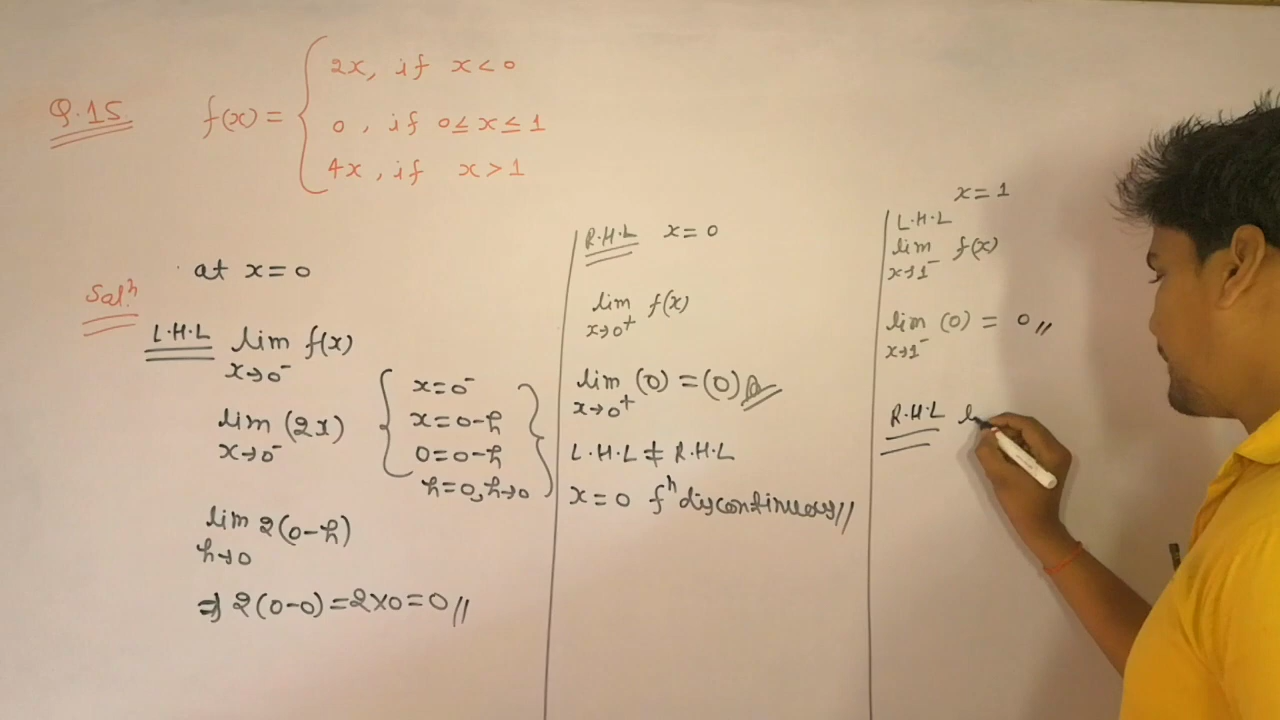 Q.15. f(x) = { 2x, if x < 0
0, if 0 ≤ x ≤ 1
4x, if x > 1
Solⁿ at x = 0
L.H.L lim f(x)
x→0⁻
lim (2x)
x→0⁻
{ x = 0⁻
x = 0-h
0 = 0-h
h = 0, h→0 }
lim 2(0-h)
h→0
⇒ 2(0-0) = 2×0 = 0//
R.H.L x = 0
lim f(x)
x→0⁺
lim (0) = (0)
x→0⁺
L.H.L ≠ R.H.L
x = 0 fⁿ discontinuous//
x = 1
L.H.L
lim f(x)
x→1⁻
lim (0) = 0//
x→1⁻
R.H.L